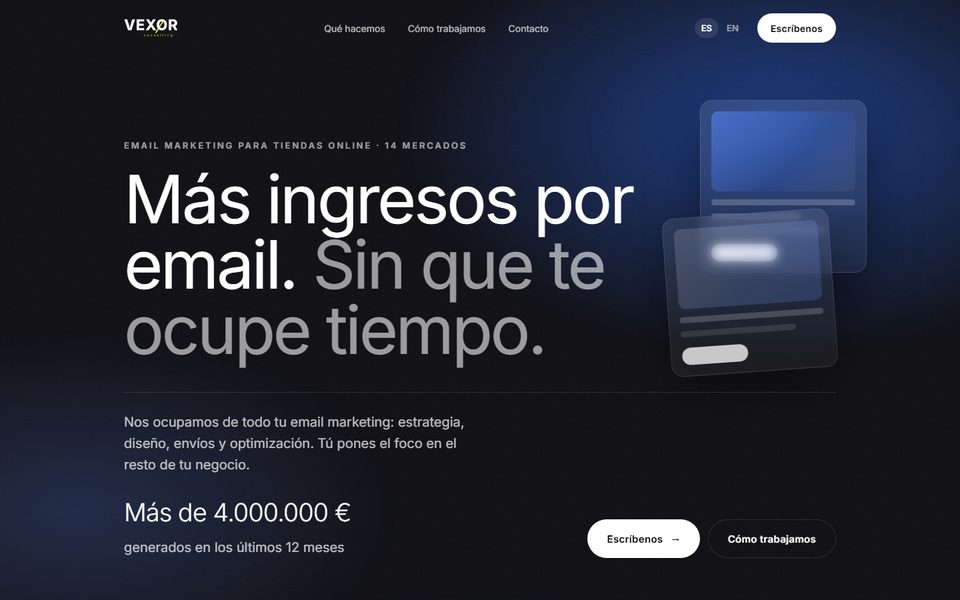 VEXØR
consulting
Qué hacemos
Cómo trabajamos
Contacto
ES
EN
Escríbenos
EMAIL MARKETING PARA TIENDAS ONLINE · 14 MERCADOS
Más ingresos por
email. Sin que te
ocupe tiempo.
Nos ocupamos de todo tu email marketing: estrategia,
diseño, envíos y optimización. Tú pones el foco en el
resto de tu negocio.
Más de 4.000.000 €
generados en los últimos 12 meses
Escríbenos →
Cómo trabajamos